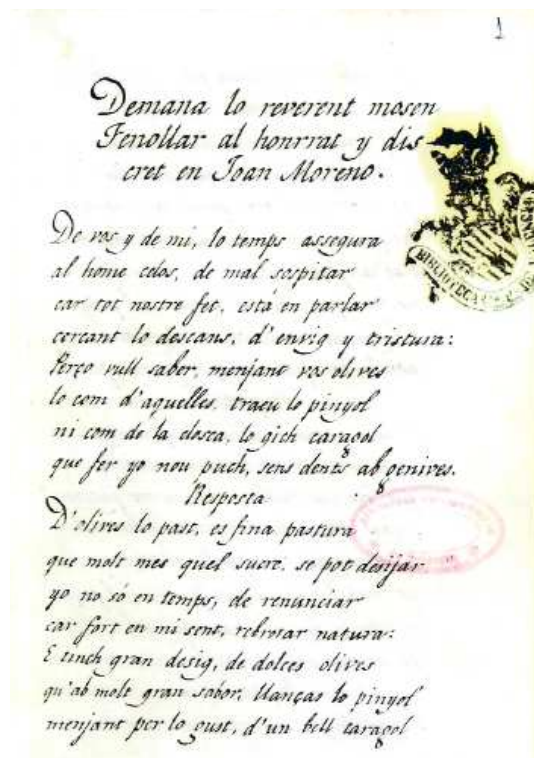 1
Demana lo reverent mosen
Fenollar al honrrat y dis
cret en Joan Moreno.
De vos y de mi, lo temps assegura
al home celos, de mal sospitar
car tot nostre fet, está en parlar
cercant lo descans, d'enuig y tristura:
Perço vull saber, menjant vos olives
lo com d'aquelles, traeu lo pinyol
ni com de la closca, lo gich caragol
que fer yo nou puch, sens dents ab genives.
Resposta
D'olives lo past, es fina pastura
que molt mes quel sucre, se pot desijar
yo no só en temps, de renunciar
car fort en mi sent, rebrotar natura:
E tinch gran desig, de dolces olives
qu'ab molt gran sabor, llanças lo pinyol
menjant per lo gust, d'un bell caragol
BIBLIOTECA